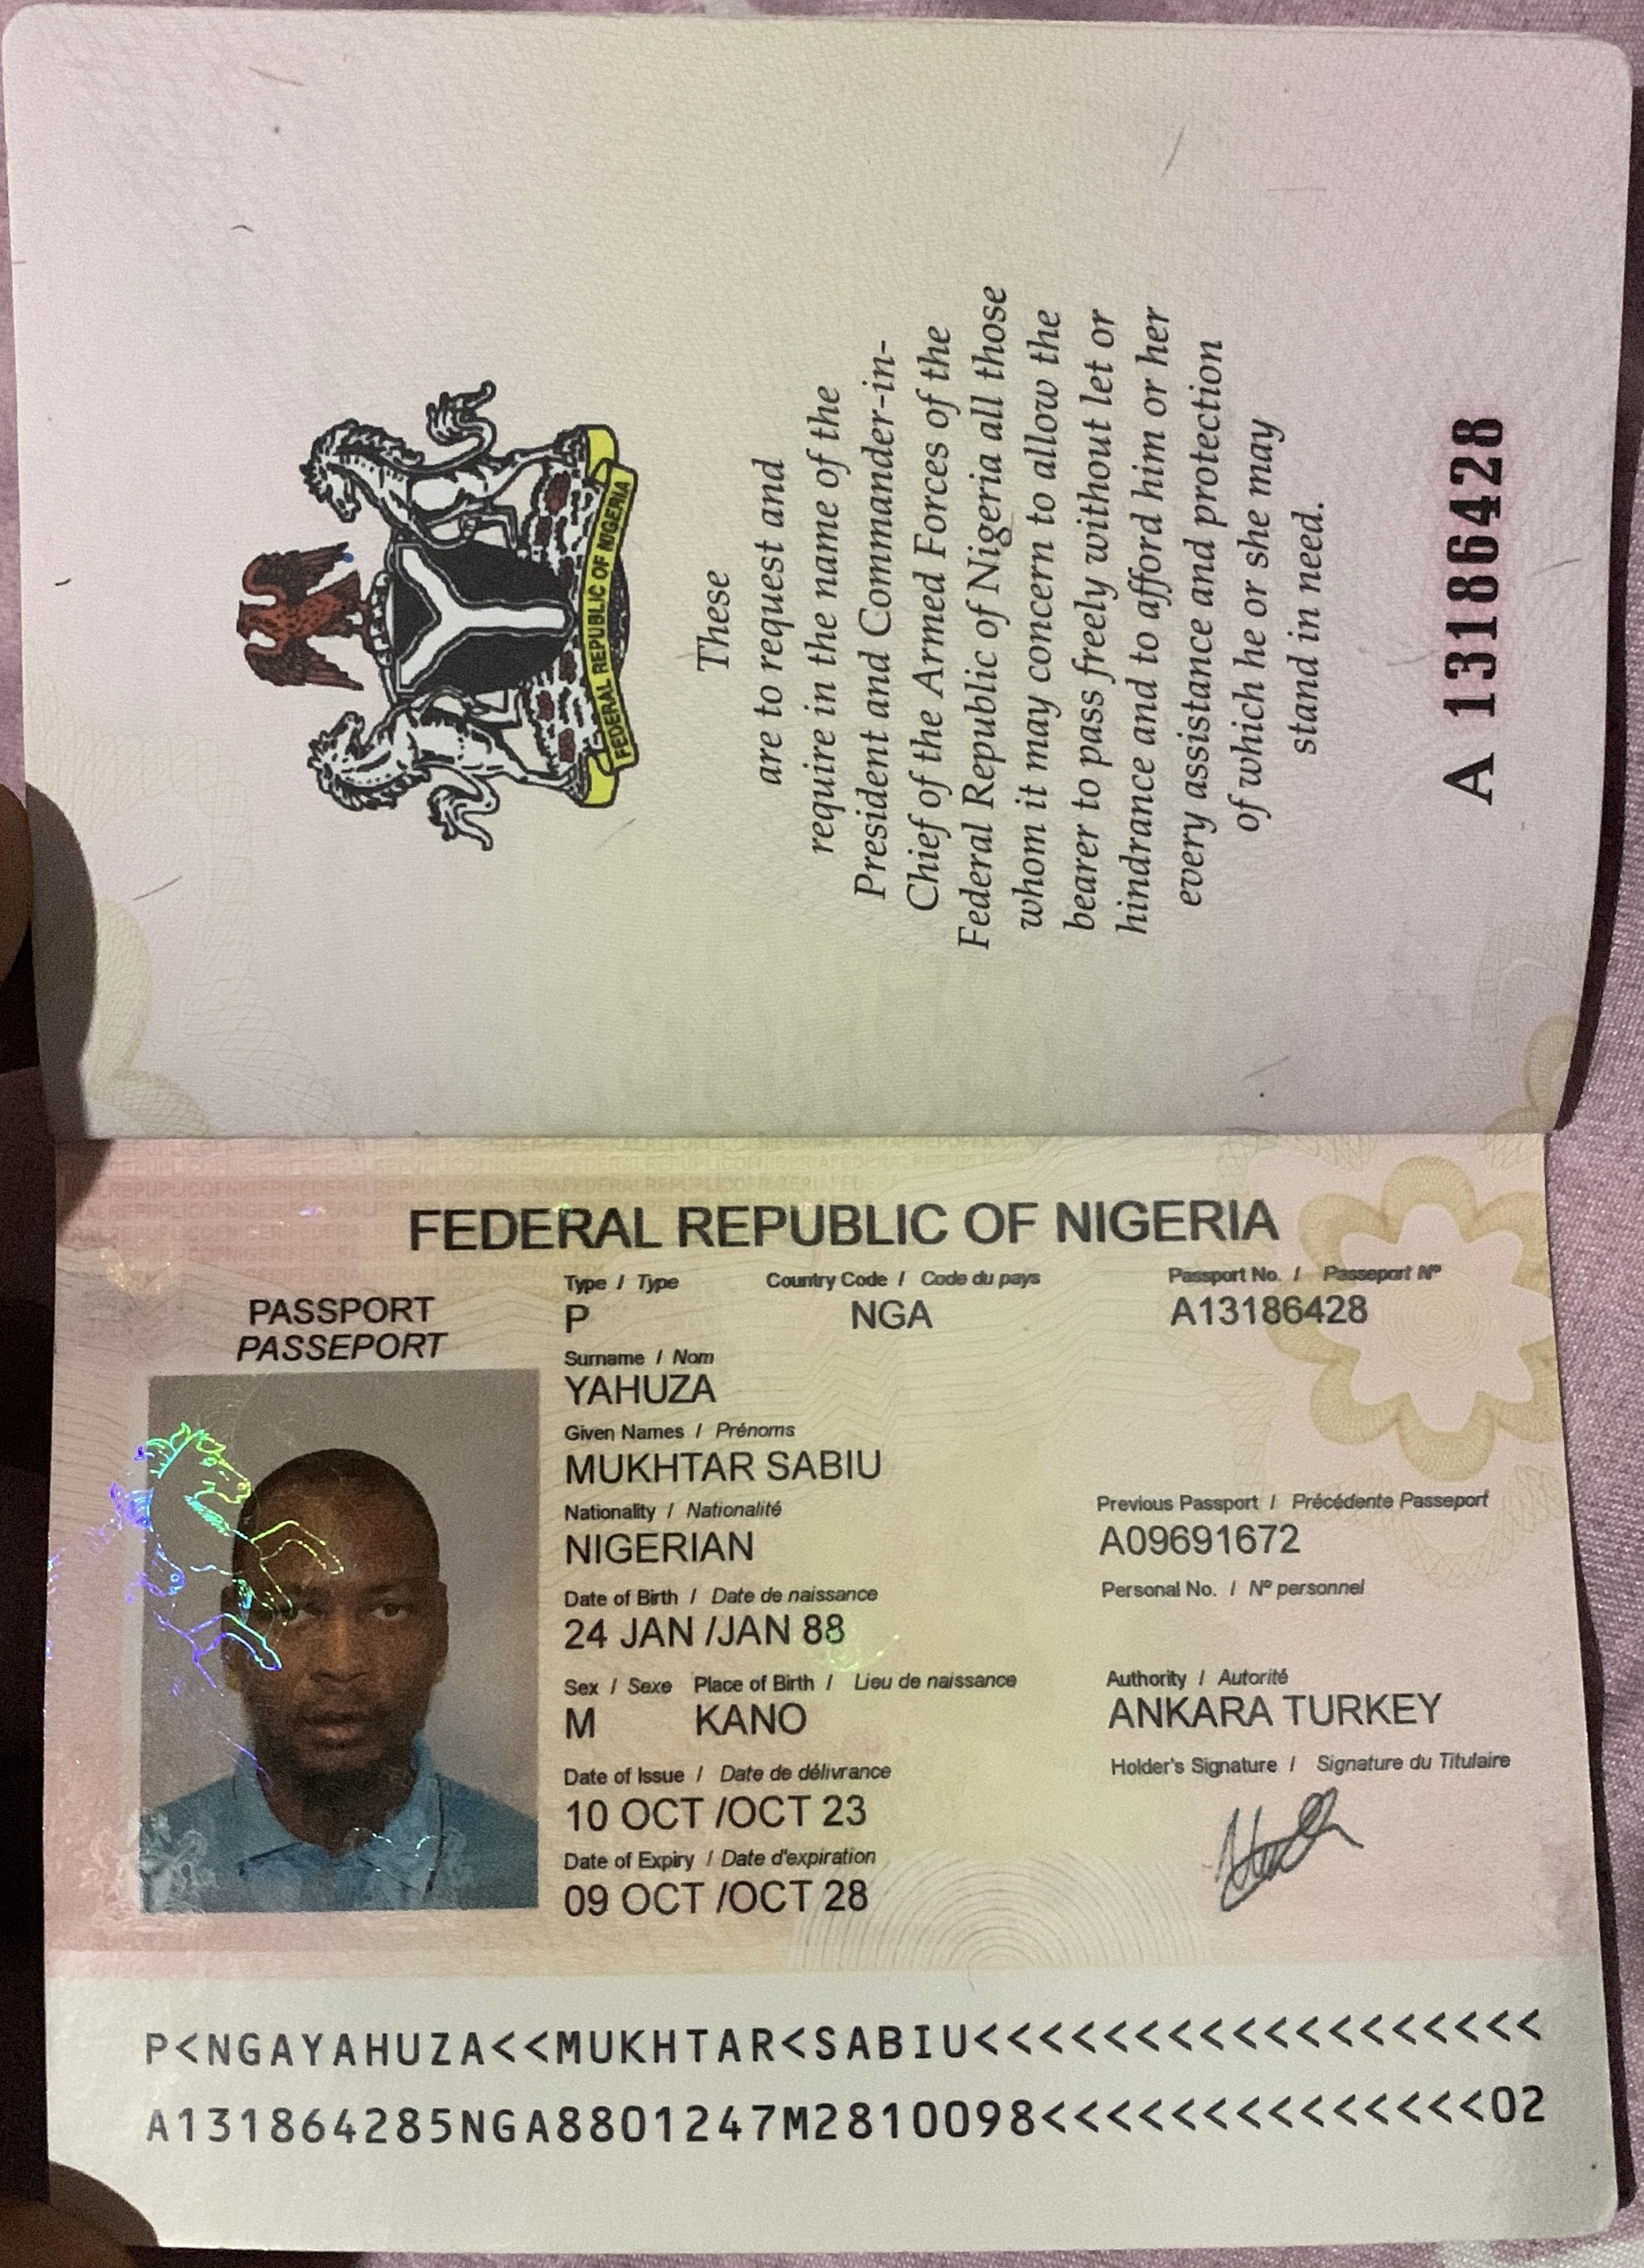 FEDERAL REPUBLIC OF NIGERIA
These
are to request and
require in the name of the
President and Commander-in-
Chief of the Armed Forces of the
Federal Republic of Nigeria all those
whom it may concern to allow the
bearer to pass freely without let or
hindrance and to afford him or her
every assistance and protection
of which he or she may
stand in need.
A 13186428
FEDERAL REPUBLIC OF NIGERIA
PASSPORT
PASSEPORT
Type / Type Country Code / Code du pays Passport No. / Passeport Nº
P NGA A13186428
Surname / Nom
YAHUZA
Given Names / Prénoms
MUKHTAR SABIU
Nationality / Nationalité Previous Passport / Précédente Passeport
NIGERIAN A09691672
Date of Birth / Date de naissance Personal No. / Nº personnel
24 JAN /JAN 88
Sex / Sexe Place of Birth / Lieu de naissance Authority / Autorité
M KANO ANKARA TURKEY
Date of Issue / Date de délivrance Holder's Signature / Signature du Titulaire
10 OCT /OCT 23
Date of Expiry / Date d'expiration
09 OCT /OCT 28
P<NGAYAHUZA<<MUKHTAR<SABIU<<<<<<<<<<<<<<<<<<
A131864285NGA8801247M2810098<<<<<<<<<<<<<<02